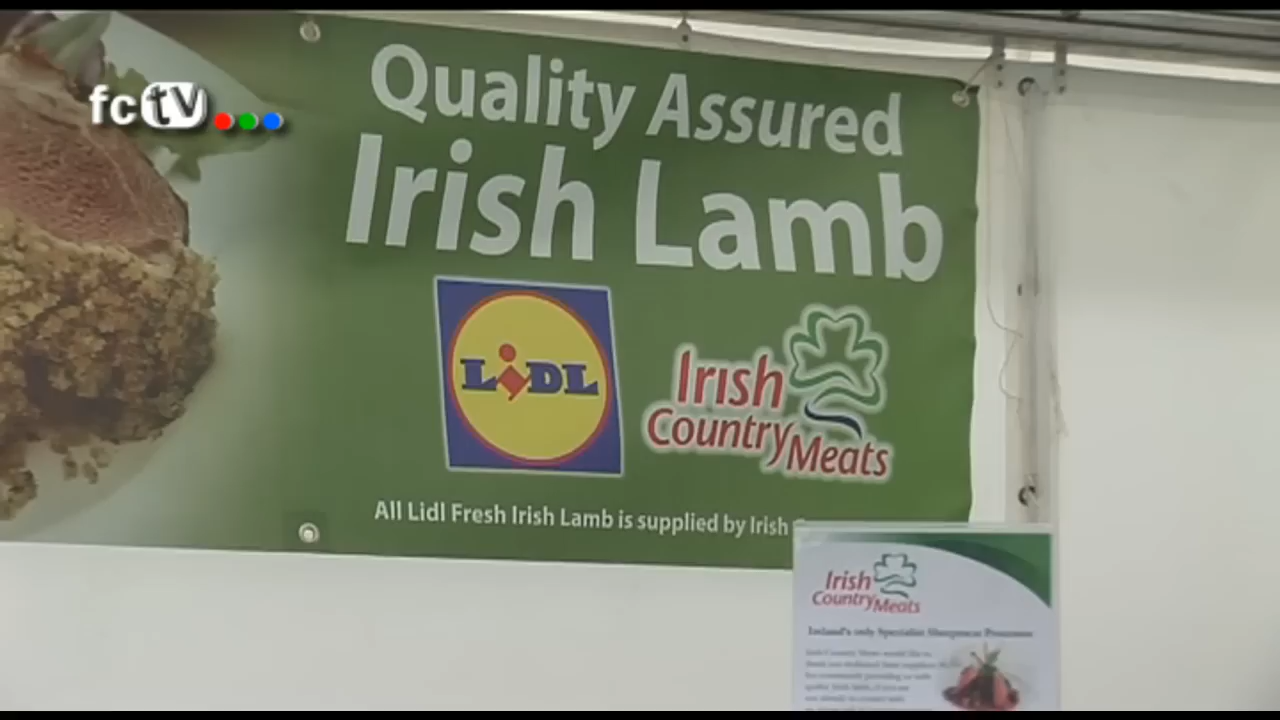 fctv
Quality Assured
Irish Lamb
LIDL
Irish
Country Meats
All Lidl Fresh Irish Lamb is supplied by Irish
Irish
Country Meats
Ireland's only Specialist Sheepmeat Processors